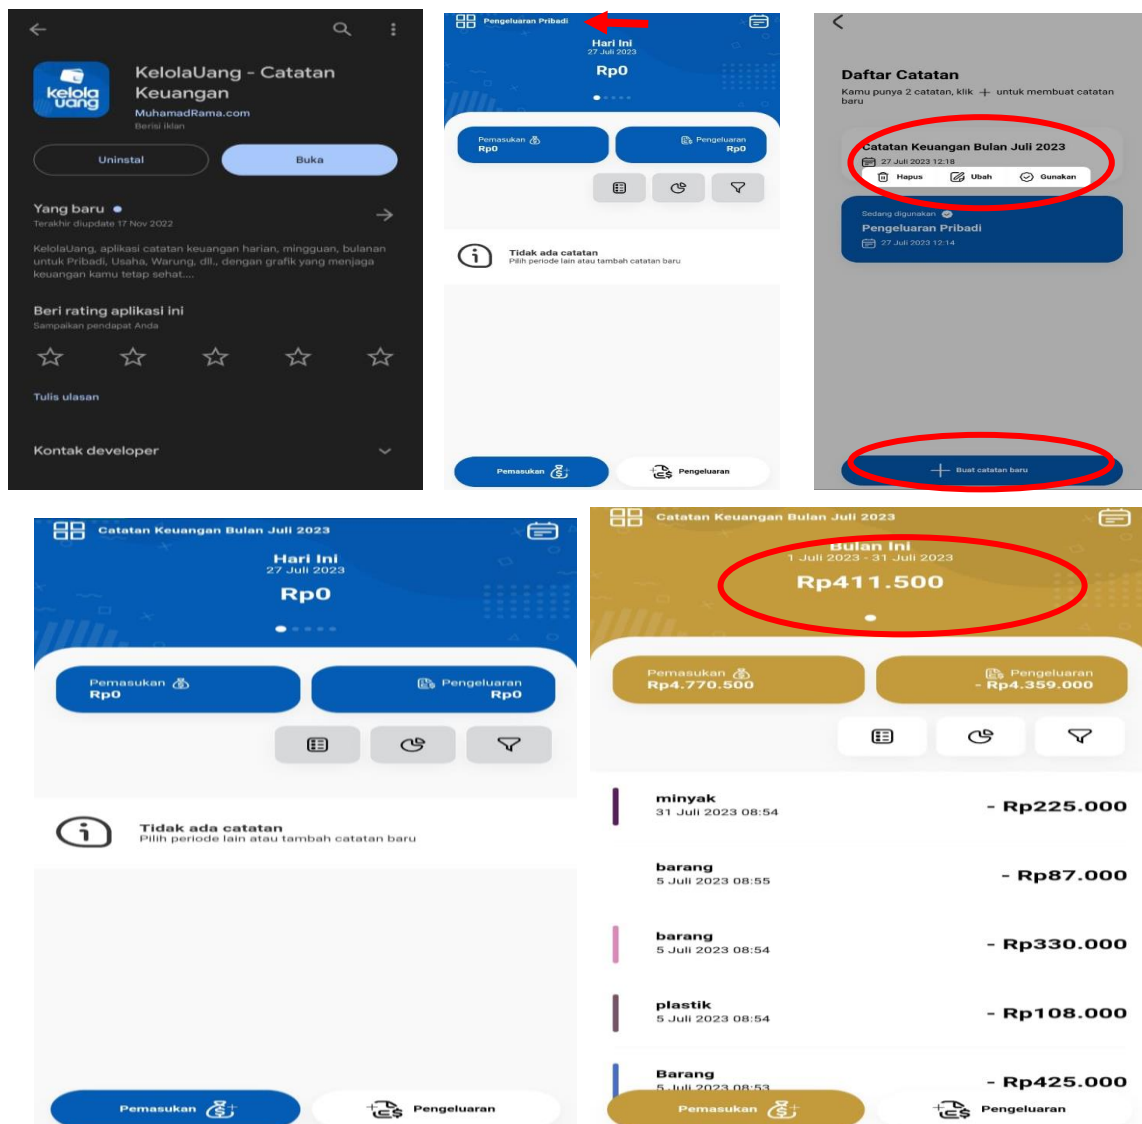 kelola
uang
KelolaUang - Catatan
Keuangan
MuhamadRama.com
Berisi iklan
Uninstal
Buka
Yang baru
Terakhir diupdate 17 Nov 2022
KelolaUang, aplikasi catatan keuangan harian, mingguan, bulanan
untuk Pribadi, Usaha, Warung, dll., dengan grafik yang menjaga
keuangan kamu tetap sehat....
Beri rating aplikasi ini
Sampaikan pendapat Anda
Tulis ulasan
Kontak developer
Pengeluaran Pribadi
Hari Ini
27 Juli 2023
Rp0
Pemasukan
Rp0
Pengeluaran
Rp0
Tidak ada catatan
Pilih periode lain atau tambah catatan baru
Pemasukan
Pengeluaran
Daftar Catatan
Kamu punya 2 catatan, klik + untuk membuat catatan
baru
Catatan Keuangan Bulan Juli 2023
27 Juli 2023 12:18
Hapus Ubah Gunakan
Sedang digunakan
Pengeluaran Pribadi
27 Juli 2023 12:14
Buat catatan baru
Catatan Keuangan Bulan Juli 2023
Hari Ini
27 Juli 2023
Rp0
Pemasukan
Rp0
Pengeluaran
Rp0
Tidak ada catatan
Pilih periode lain atau tambah catatan baru
Pemasukan
Pengeluaran
Catatan Keuangan Bulan Juli 2023
Bulan Ini
1 Juli 2023 - 31 Juli 2023
Rp411.500
Pemasukan
Rp4.770.500
Pengeluaran
- Rp4.359.000
minyak
31 Juli 2023 08:54
- Rp225.000
barang
5 Juli 2023 08:55
- Rp87.000
barang
5 Juli 2023 08:54
- Rp330.000
plastik
5 Juli 2023 08:54
- Rp108.000
Barang
5 Juli 2023 08:53
- Rp425.000
Pemasukan
Pengeluaran